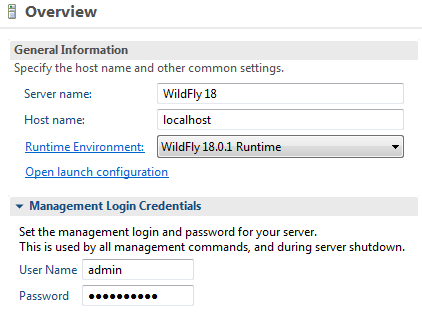 Overview
General Information
Specify the host name and other common settings.
Server name: WildFly 18
Host name: localhost
Runtime Environment: WildFly 18.0.1 Runtime
Open launch configuration
Management Login Credentials
Set the management login and password for your server.
This is used by all management commands, and during server shutdown.
User Name admin
Password ●●●●●●●●●●